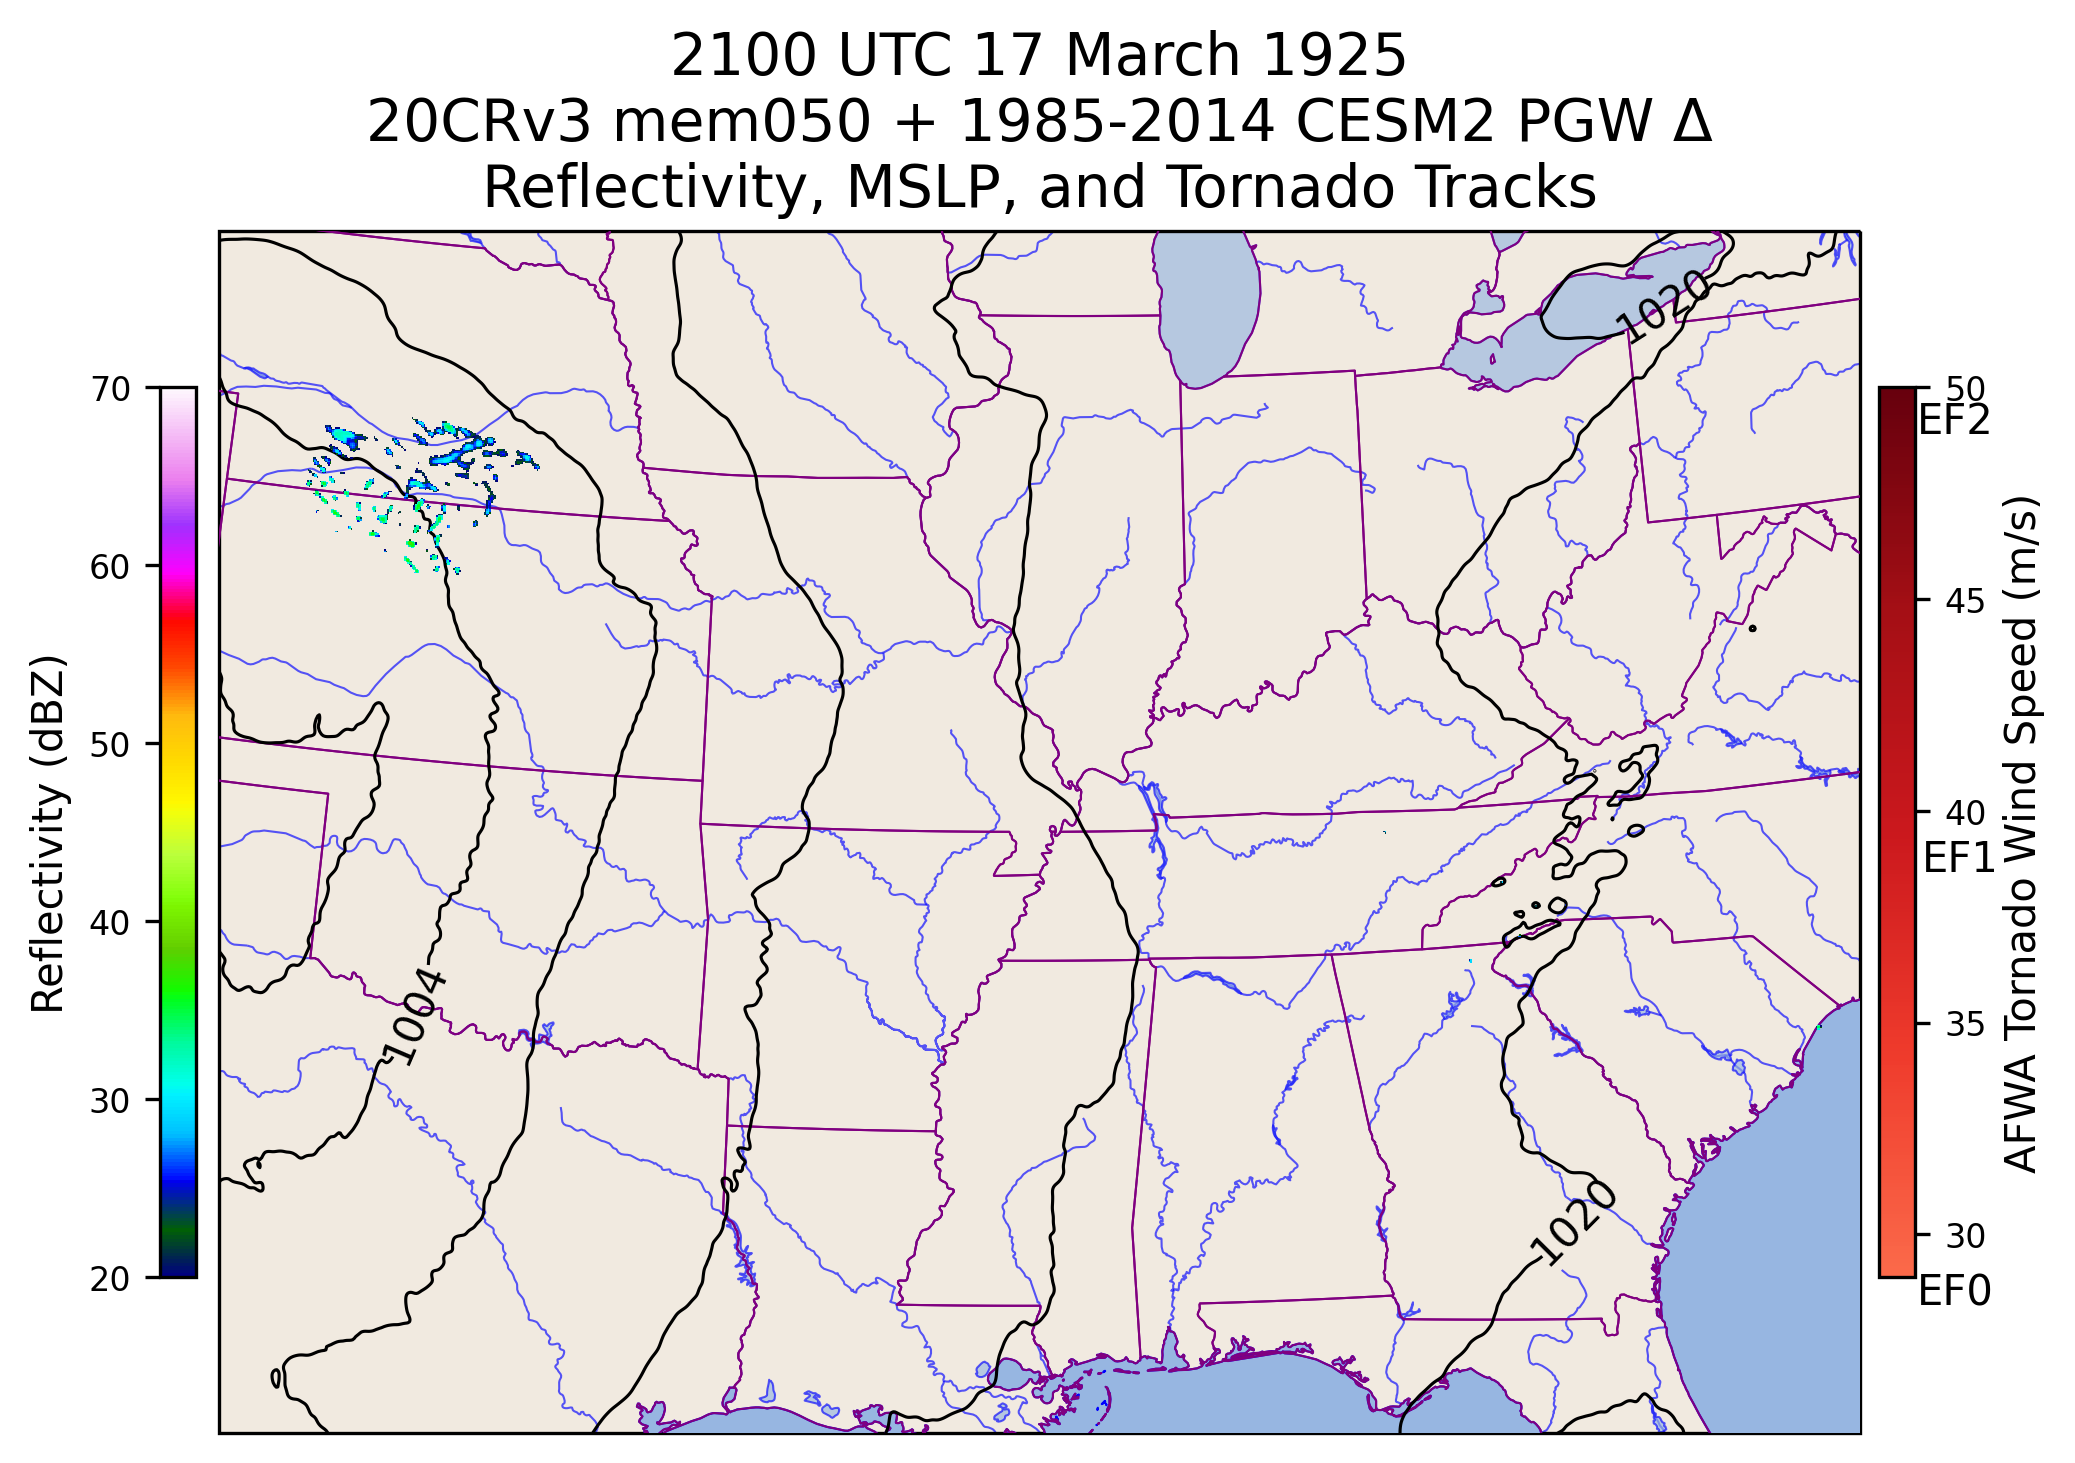 2100 UTC 17 March 1925
20CRv3 mem050 + 1985-2014 CESM2 PGW Δ
Reflectivity, MSLP, and Tornado Tracks
Reflectivity (dBZ)
70
60
50
40
30
20
1020
1004
1020
50
EF2
45
40
EF1
35
30
EF0
AFWA Tornado Wind Speed (m/s)